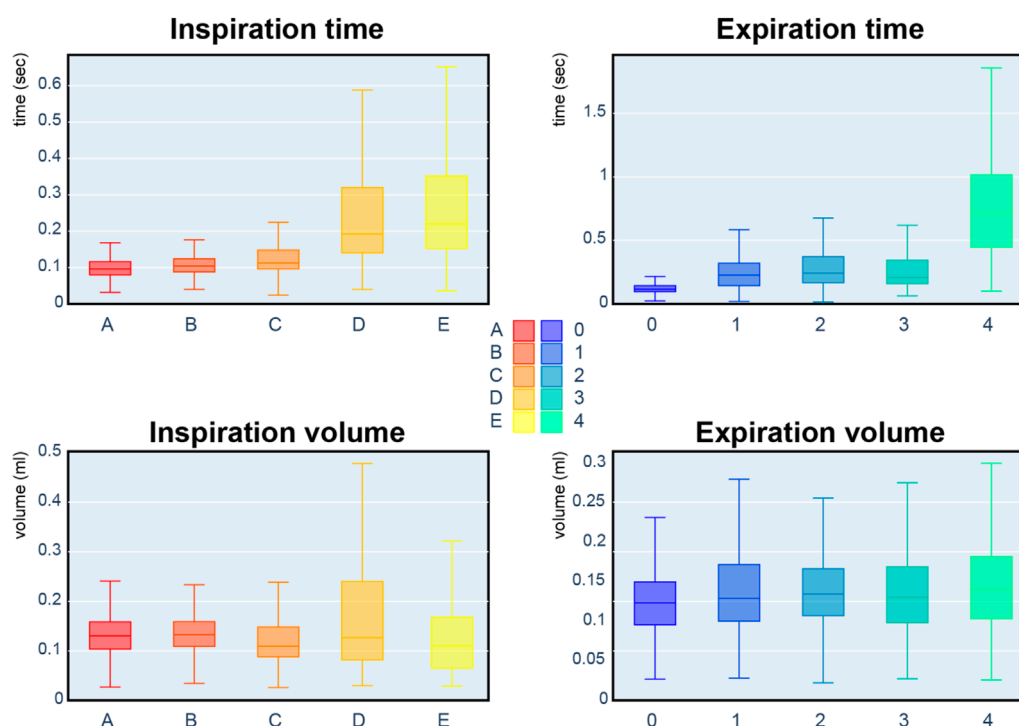 Inspiration time
Expiration time
time (sec)
0.6
0.5
0.4
0.3
0.2
0.1
0
A B C D E
time (sec)
1.5
1
0.5
0
0 1 2 3 4
A 0
B 1
C 2
D 3
E 4
Inspiration volume
Expiration volume
volume (ml)
0.5
0.4
0.3
0.2
0.1
0
A B C D E
volume (ml)
0.3
0.25
0.2
0.15
0.1
0.05
0
0 1 2 3 4